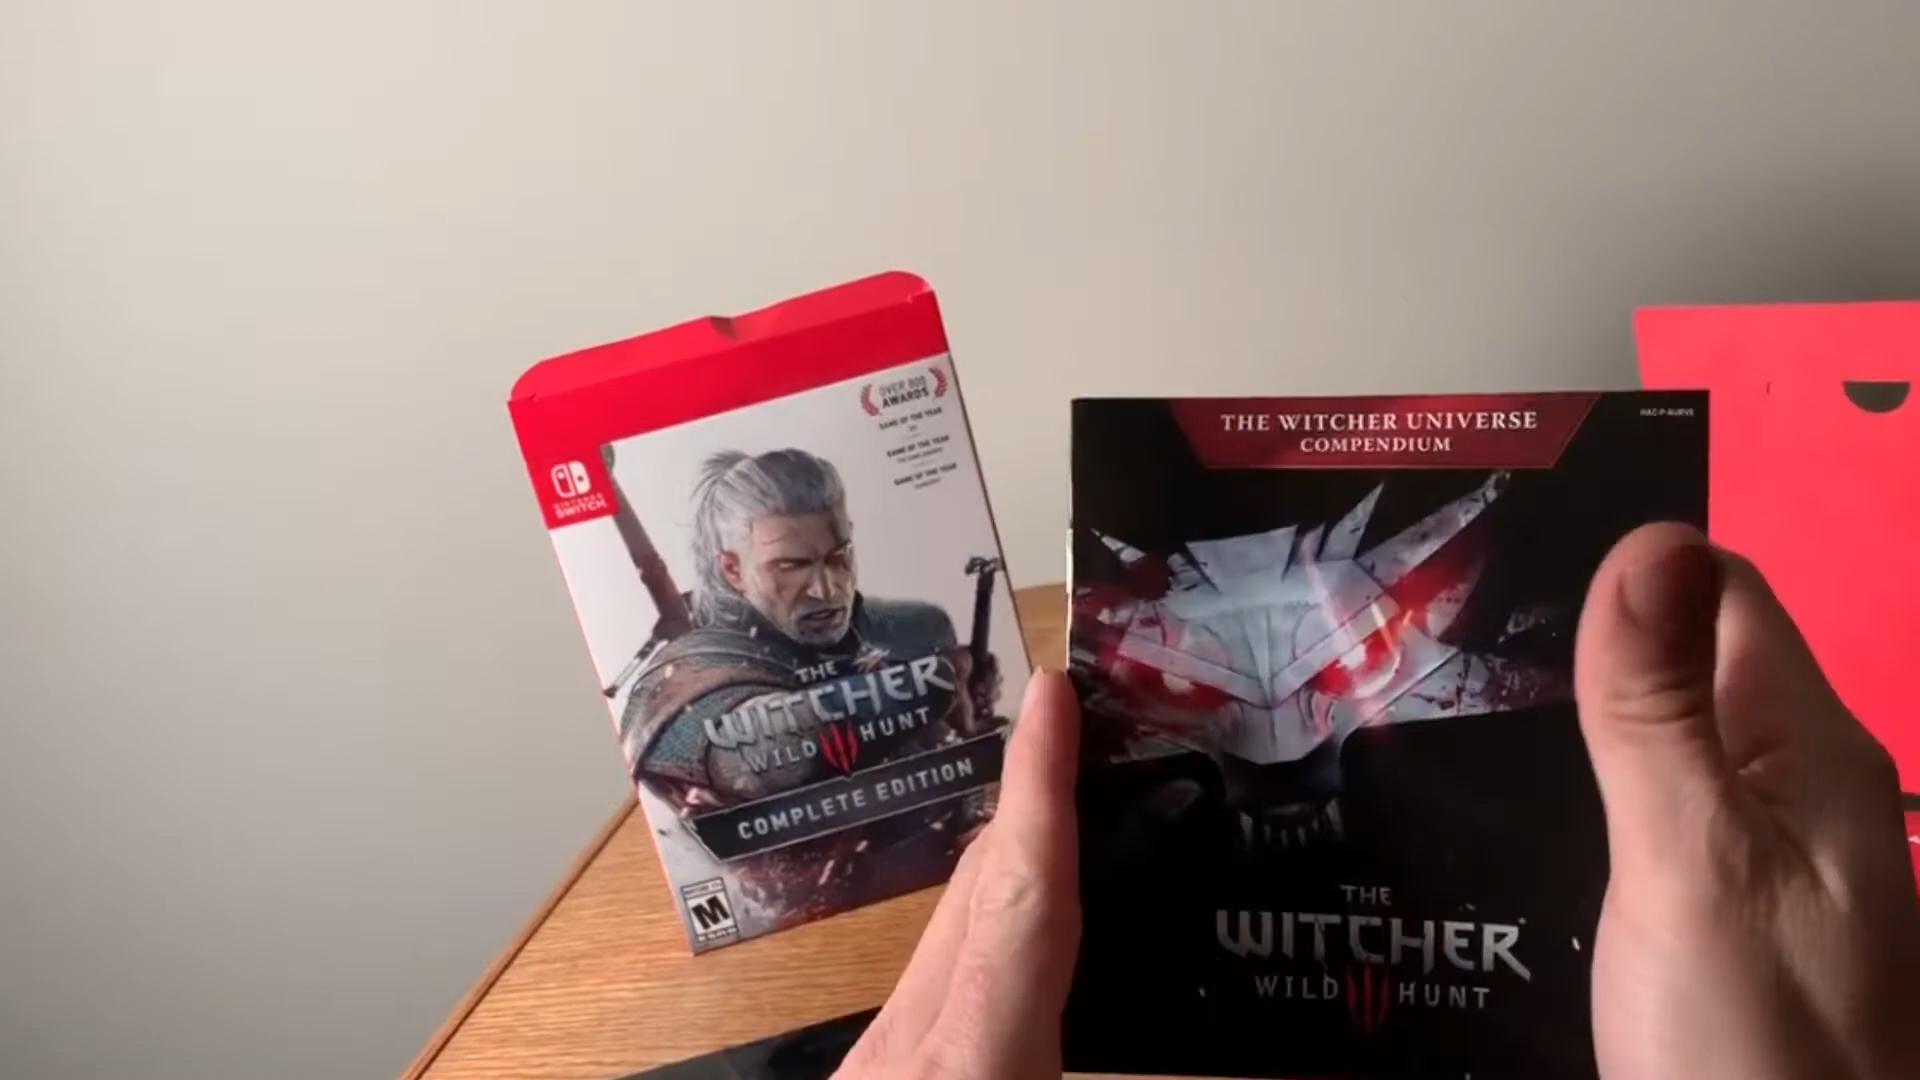 OVER 800
AWARDS
GAME OF THE YEAR
GAME OF THE YEAR
GAME OF THE YEAR
NINTENDO
SWITCH
THE
WITCHER
WILD HUNT
COMPLETE EDITION
M
THE WITCHER UNIVERSE
COMPENDIUM
THE
WITCHER
WILD HUNT